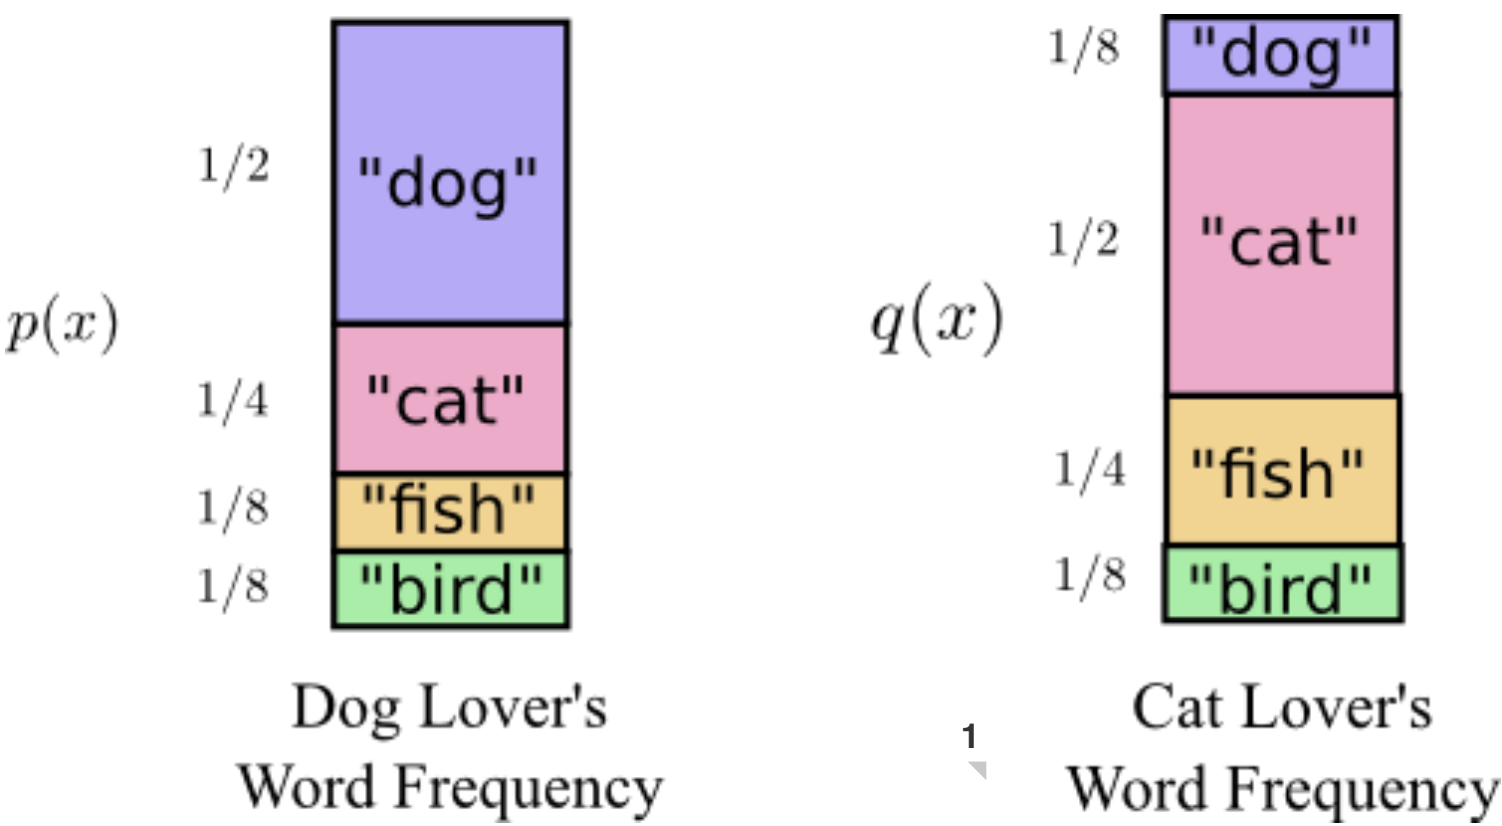 1/2
"dog"
p(x)
1/4
"cat"
1/8
"fish"
1/8
"bird"
Dog Lover's
Word Frequency
1/8
"dog"
1/2
"cat"
q(x)
1/4
"fish"
1/8
"bird"
1
Cat Lover's
Word Frequency